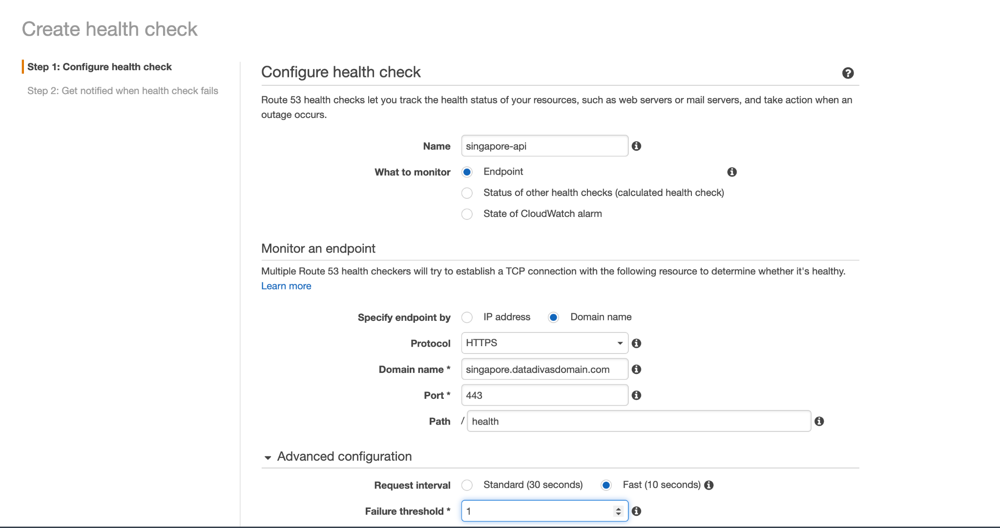 Create health check
Step 1: Configure health check
Step 2: Get notified when health check fails
Configure health check
Route 53 health checks let you track the health status of your resources, such as web servers or mail servers, and take action when an
outage occurs.
Name singapore-api
What to monitor Endpoint
Status of other health checks (calculated health check)
State of CloudWatch alarm
Monitor an endpoint
Multiple Route 53 health checkers will try to establish a TCP connection with the following resource to determine whether it's healthy.
Learn more
Specify endpoint by IP address Domain name
Protocol HTTPS
Domain name * singapore.datadivasdomain.com
Port * 443
Path / health
Advanced configuration
Request interval Standard (30 seconds) Fast (10 seconds)
Failure threshold * 1